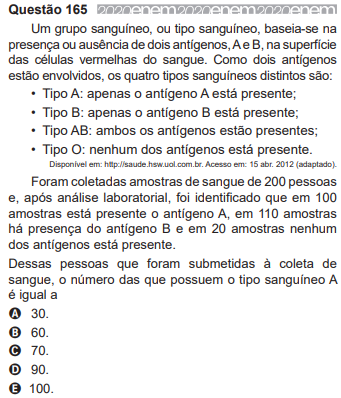 Questão 165 2020enem2020enem2020enem
Um grupo sanguíneo, ou tipo sanguíneo, baseia-se na
presença ou ausência de dois antígenos, A e B, na superfície
das células vermelhas do sangue. Como dois antígenos
estão envolvidos, os quatro tipos sanguíneos distintos são:
• Tipo A: apenas o antígeno A está presente;
• Tipo B: apenas o antígeno B está presente;
• Tipo AB: ambos os antígenos estão presentes;
• Tipo O: nenhum dos antígenos está presente.
Disponível em: http://saude.hsw.uol.com.br. Acesso em: 15 abr. 2012 (adaptado).
Foram coletadas amostras de sangue de 200 pessoas
e, após análise laboratorial, foi identificado que em 100
amostras está presente o antígeno A, em 110 amostras
há presença do antígeno B e em 20 amostras nenhum
dos antígenos está presente.
Dessas pessoas que foram submetidas à coleta de
sangue, o número das que possuem o tipo sanguíneo A
é igual a
A 30.
B 60.
C 70.
D 90.
E 100.